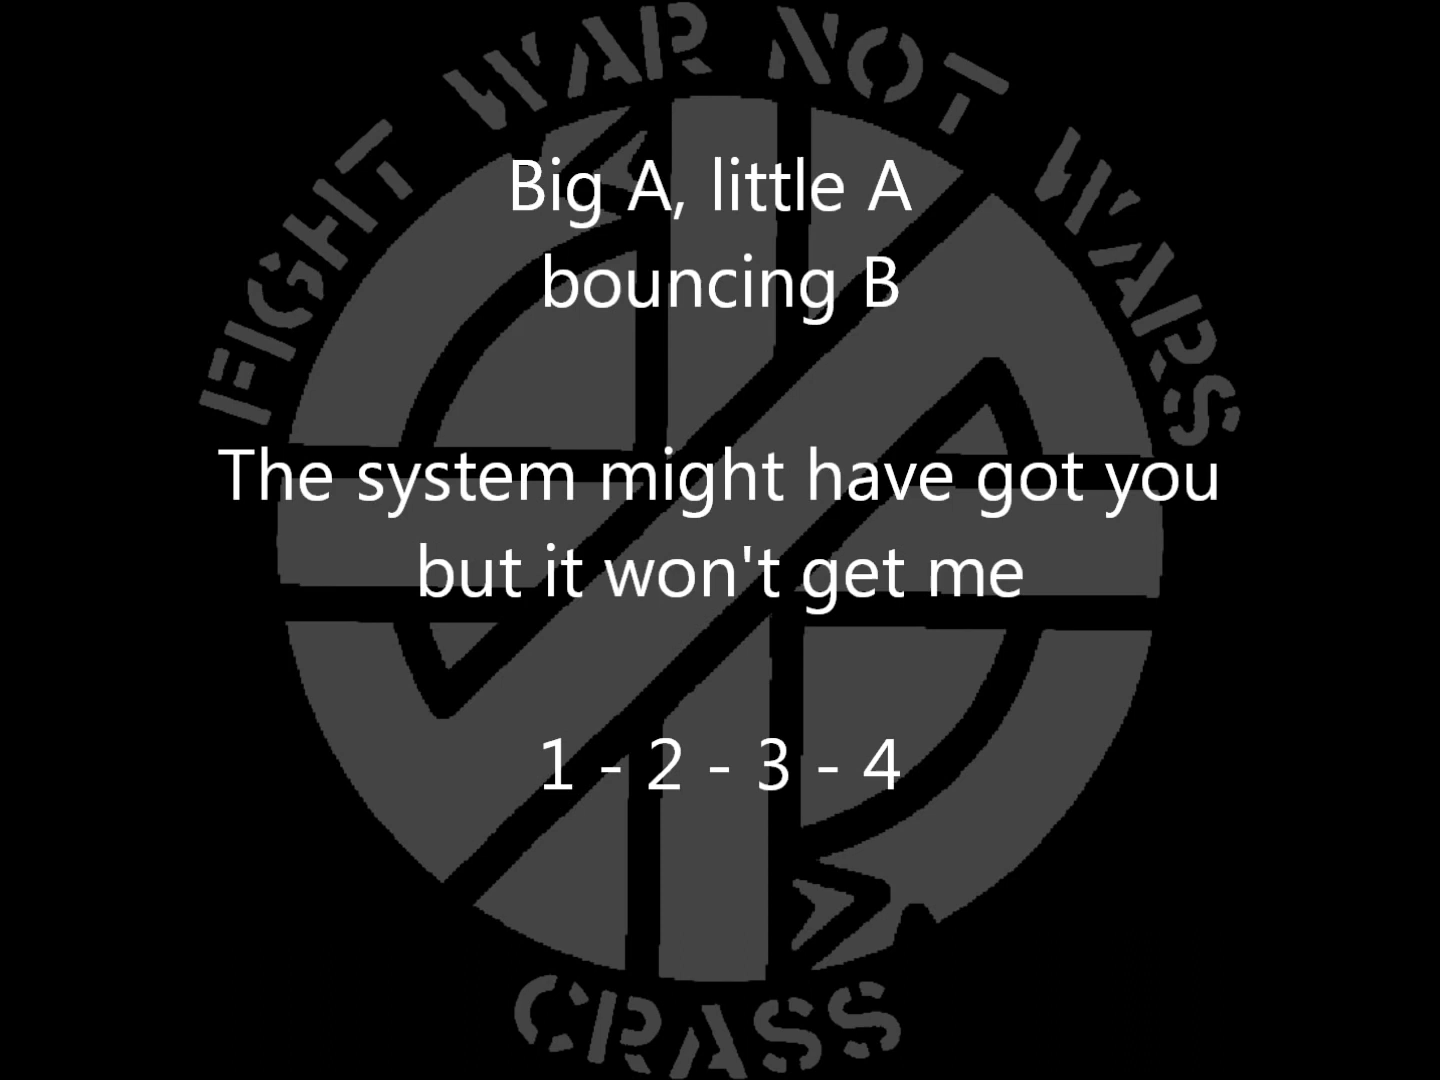 FIGHT WAR NOT WARS
Big A, little A
bouncing B
The system might have got you
but it won't get me
1 - 2 - 3 - 4
CRASS